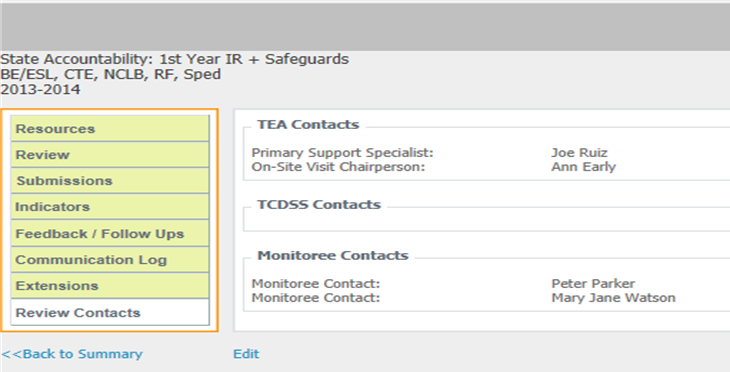 State Accountability: 1st Year IR + Safeguards
BE/ESL, CTE, NCLB, RF, Sped
2013-2014
Resources
Review
Submissions
Indicators
Feedback / Follow Ups
Communication Log
Extensions
Review Contacts
TEA Contacts
Primary Support Specialist: Joe Ruiz
On-Site Visit Chairperson: Ann Early
TCDSS Contacts
Monitoree Contacts
Monitoree Contact: Peter Parker
Monitoree Contact: Mary Jane Watson
<<Back to Summary Edit